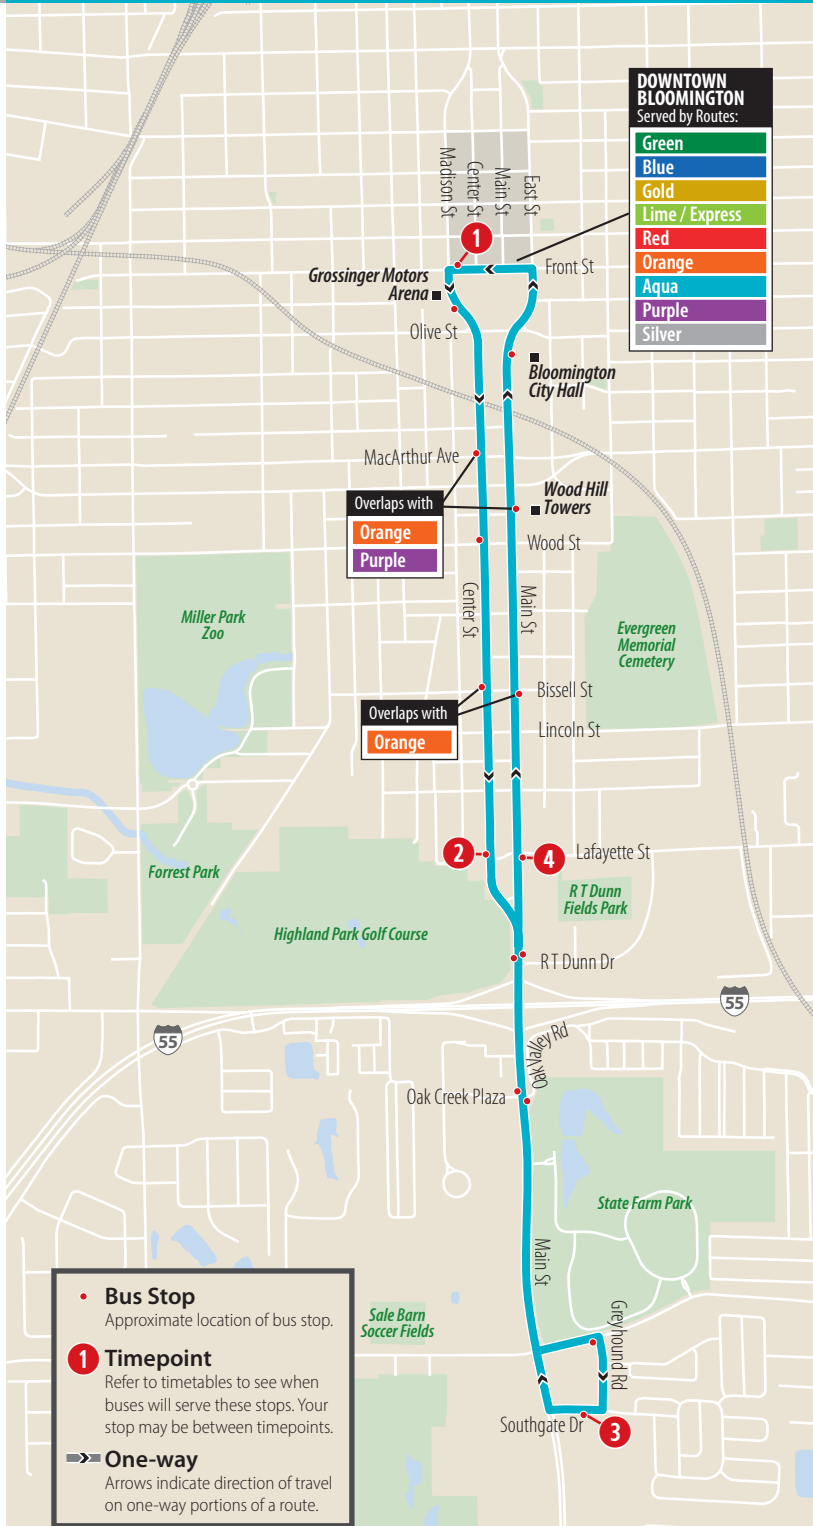 DOWNTOWN
BLOOMINGTON
Served by Routes:
Green
Blue
Gold
Lime / Express
Red
Orange
Aqua
Purple
Silver
Madison St
Center St
Main St
East St
1
Front St
Grossinger Motors
Arena
Olive St
Bloomington
City Hall
MacArthur Ave
Overlaps with
Orange
Purple
Wood Hill
Towers
Wood St
Center St
Main St
Miller Park
Zoo
Evergreen
Memorial
Cemetery
Bissell St
Overlaps with
Orange
Lincoln St
2
4
Lafayette St
Forrest Park
R T Dunn
Fields Park
Highland Park Golf Course
R T Dunn Dr
55
55
Oak Valley Rd
Oak Creek Plaza
State Farm Park
Main St
Greyhound Rd
Sale Barn
Soccer Fields
Southgate Dr
3
Bus Stop
Approximate location of bus stop.
1 Timepoint
Refer to timetables to see when
buses will serve these stops. Your
stop may be between timepoints.
One-way
Arrows indicate direction of travel
on one-way portions of a route.